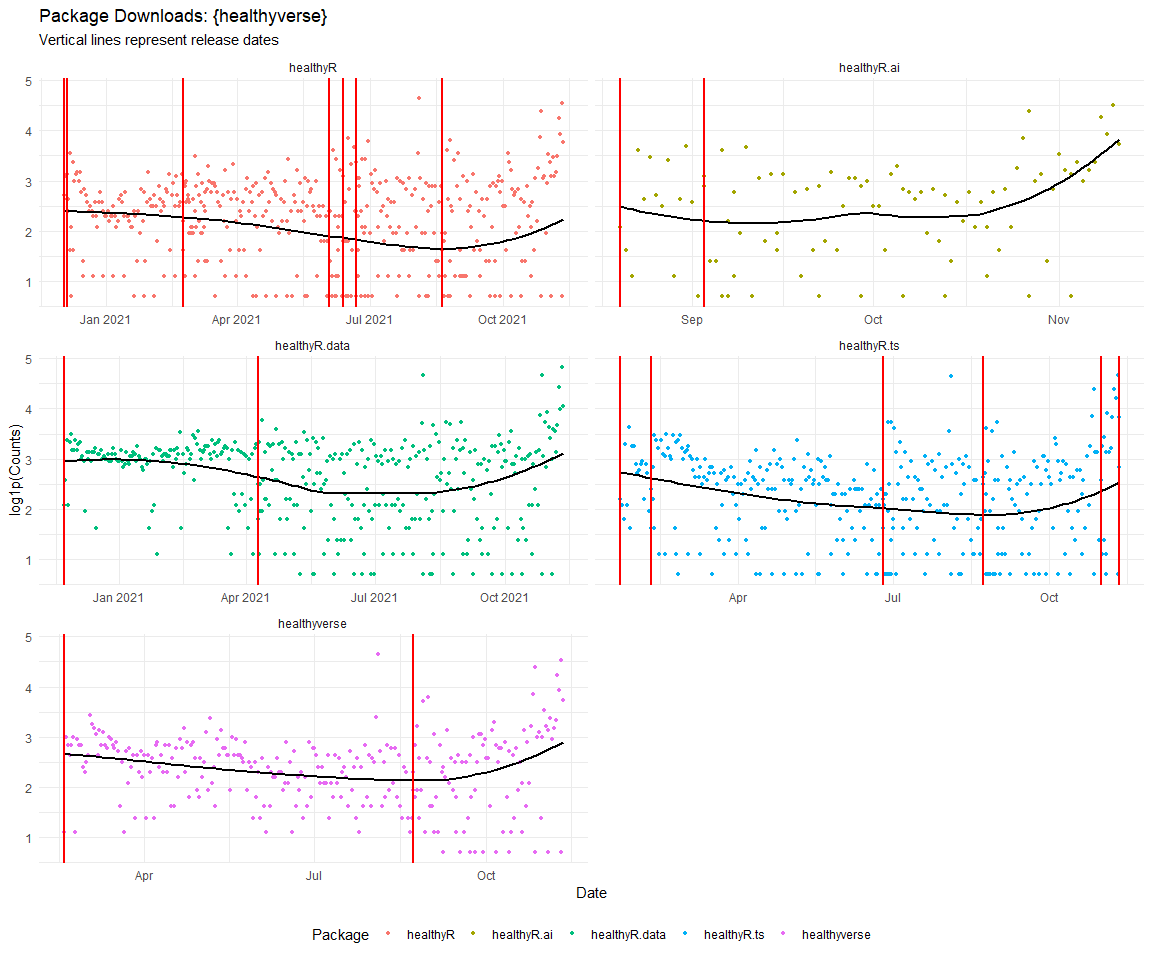 Package Downloads: {healthyverse}
Vertical lines represent release dates
healthyR
healthyR.ai
5
4
3
2
1
Jan 2021 Apr 2021 Jul 2021 Oct 2021
Sep Oct Nov
healthyR.data
healthyR.ts
log1p(Counts)
5
4
3
2
1
Jan 2021 Apr 2021 Jul 2021 Oct 2021
Apr Jul Oct
healthyverse
5
4
3
2
1
Apr Jul Oct
Date
Package healthyR healthyR.ai healthyR.data healthyR.ts healthyverse